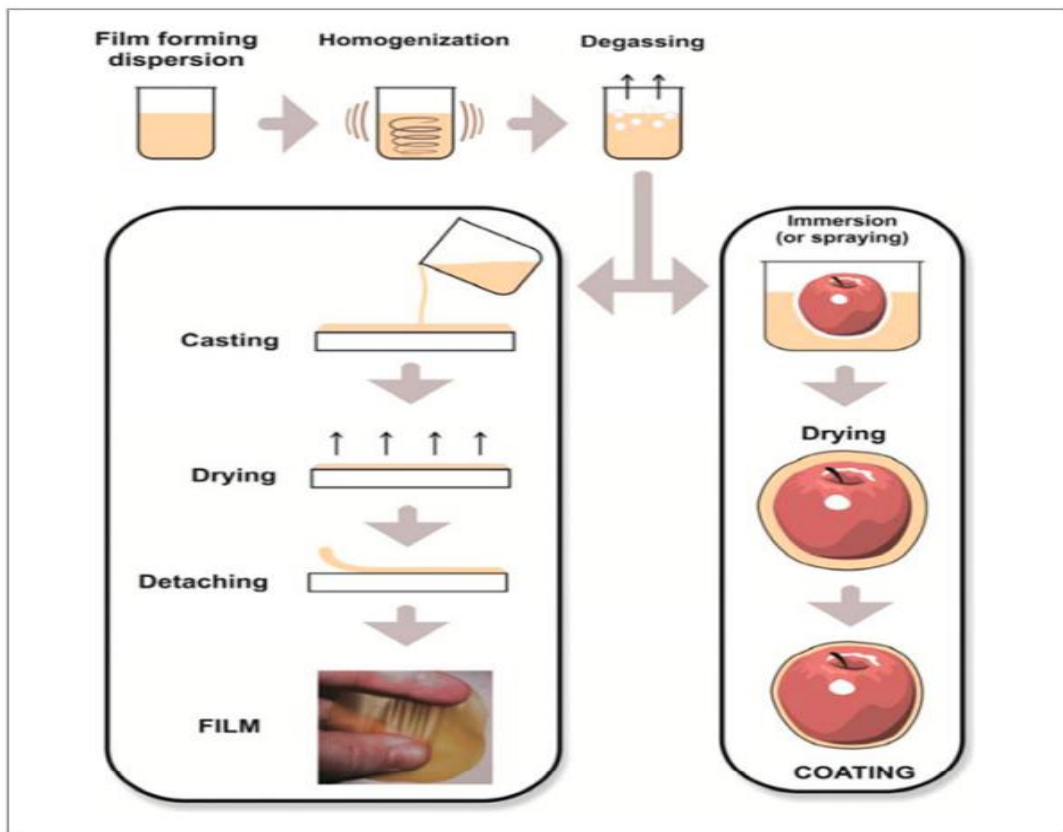 Film forming
dispersion
Homogenization
Degassing
Casting
Drying
Detaching
FILM
Immersion
(or spraying)
Drying
COATING